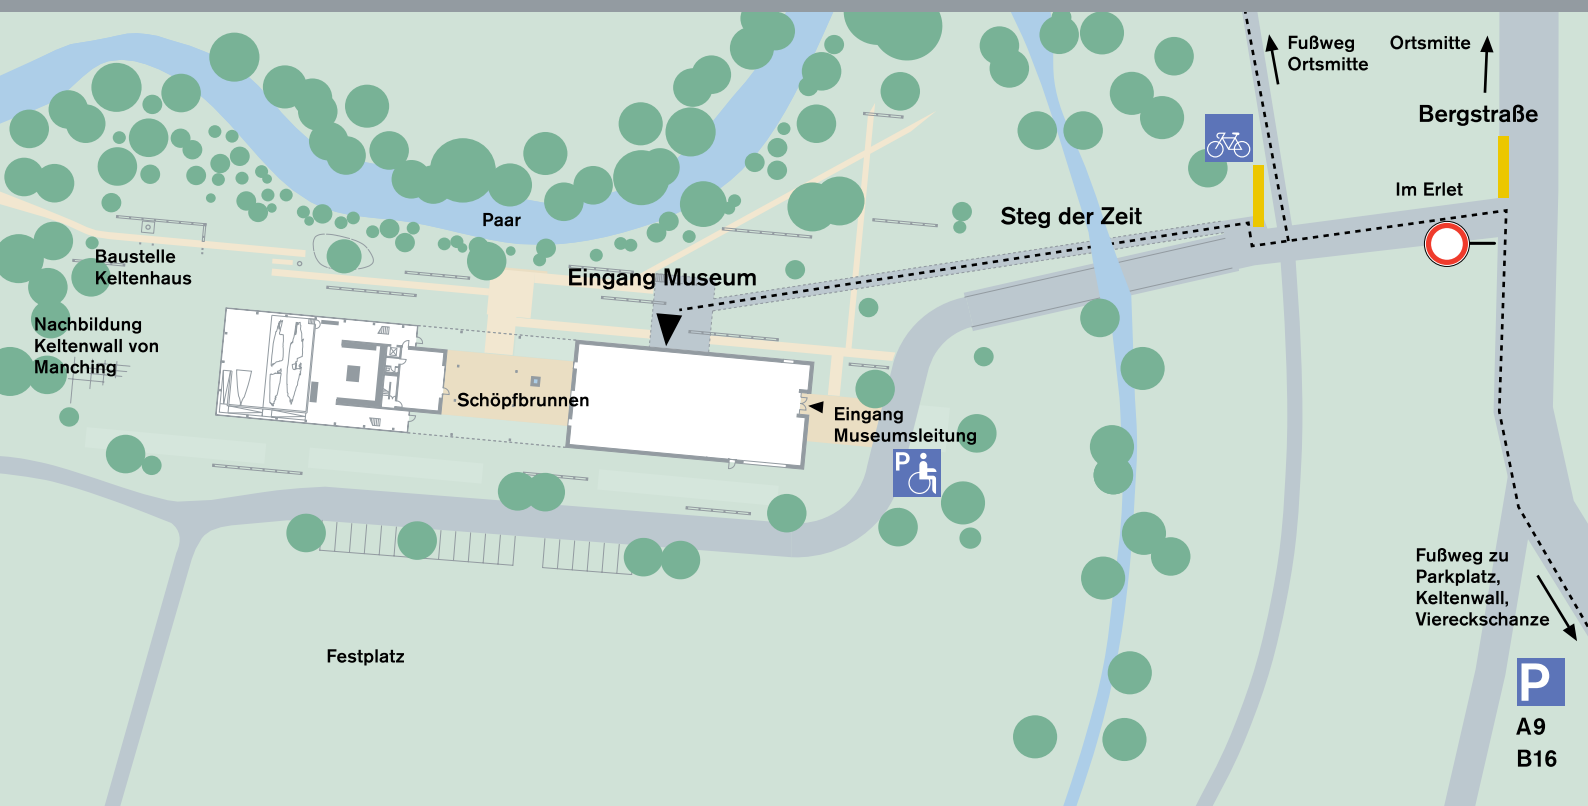 Fußweg
Ortsmitte
Ortsmitte
Bergstraße
Im Erlet
Steg der Zeit
Paar
Baustelle
Keltenhaus
Eingang Museum
Nachbildung
Keltenwall von
Manching
Schöpfbrunnen
Eingang
Museumsleitung
P
Fußweg zu
Parkplatz,
Keltenwall,
Viereckschanze
Festplatz
P
A9
B16